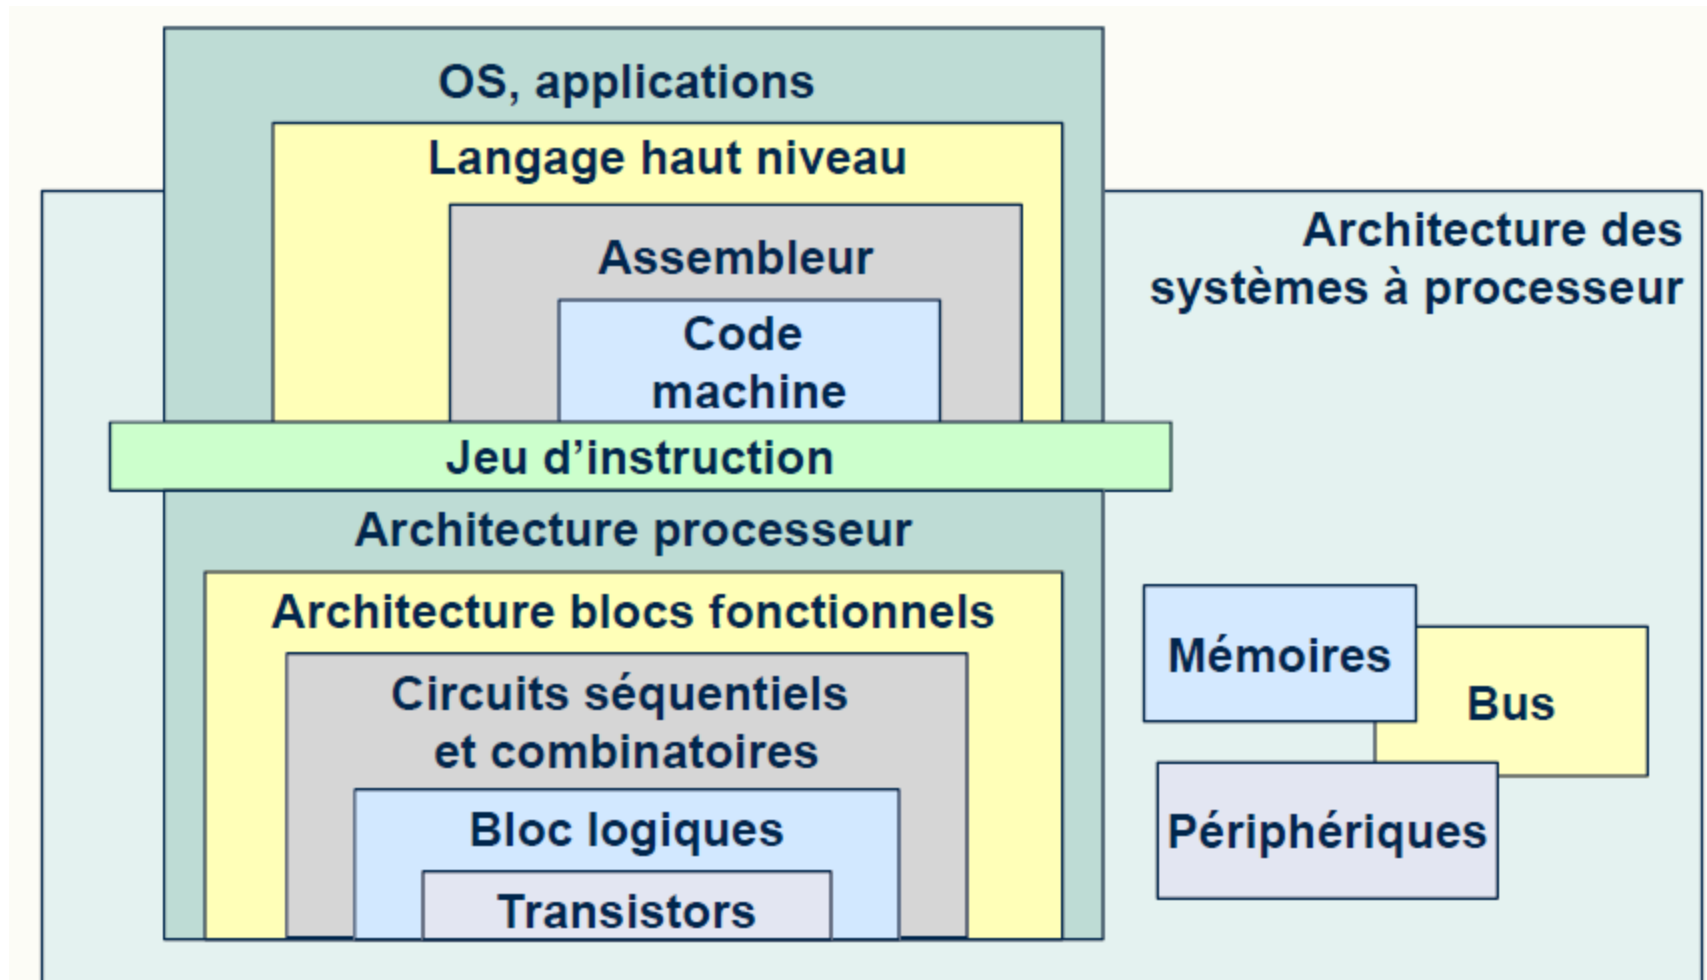 OS, applications
Langage haut niveau
Assembleur
Code
machine
Jeu d’instruction
Architecture processeur
Architecture blocs fonctionnels
Circuits séquentiels
et combinatoires
Bloc logiques
Transistors
Architecture des
systèmes à processeur
Mémoires
Bus
Périphériques